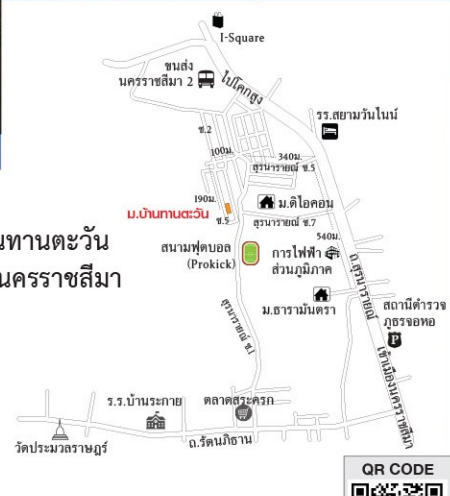 I-Square
ขนส่ง
นครราชสีมา 2
ไปโคกสูง
รร.สยามวันไนน์
ซ.2
100ม.
340ม.
สุรนารายณ์ ซ.5
190ม.
ม.ดิไอคอน
ม.บ้านทานตะวัน
ซ.5
สุรนารายณ์ ซ.7
นทานตะวัน
นครราชสีมา
สนามฟุตบอล
(Prokick)
540ม.
การไฟฟ้า
ส่วนภูมิภาค
ถ.สุรนารายณ์
ม.ธารามันตรา
สถานีตำรวจ
ภูธรจอหอ
P
สุรนารายณ์ ซ.1
เข้าเมืองนครราชสีมา
ร.ร.บ้านระกาย
ตลาดสระครก
วัดประมวลราษฎร์
ถ.รัตนภิธาน
QR CODE